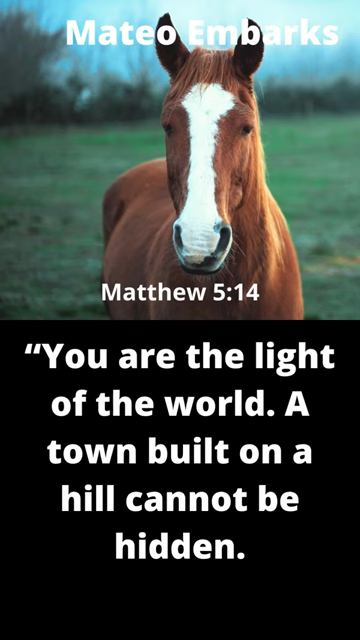 Mateo Embarks
Matthew 5:14
“You are the light
of the world. A
town built on a
hill cannot be
hidden.